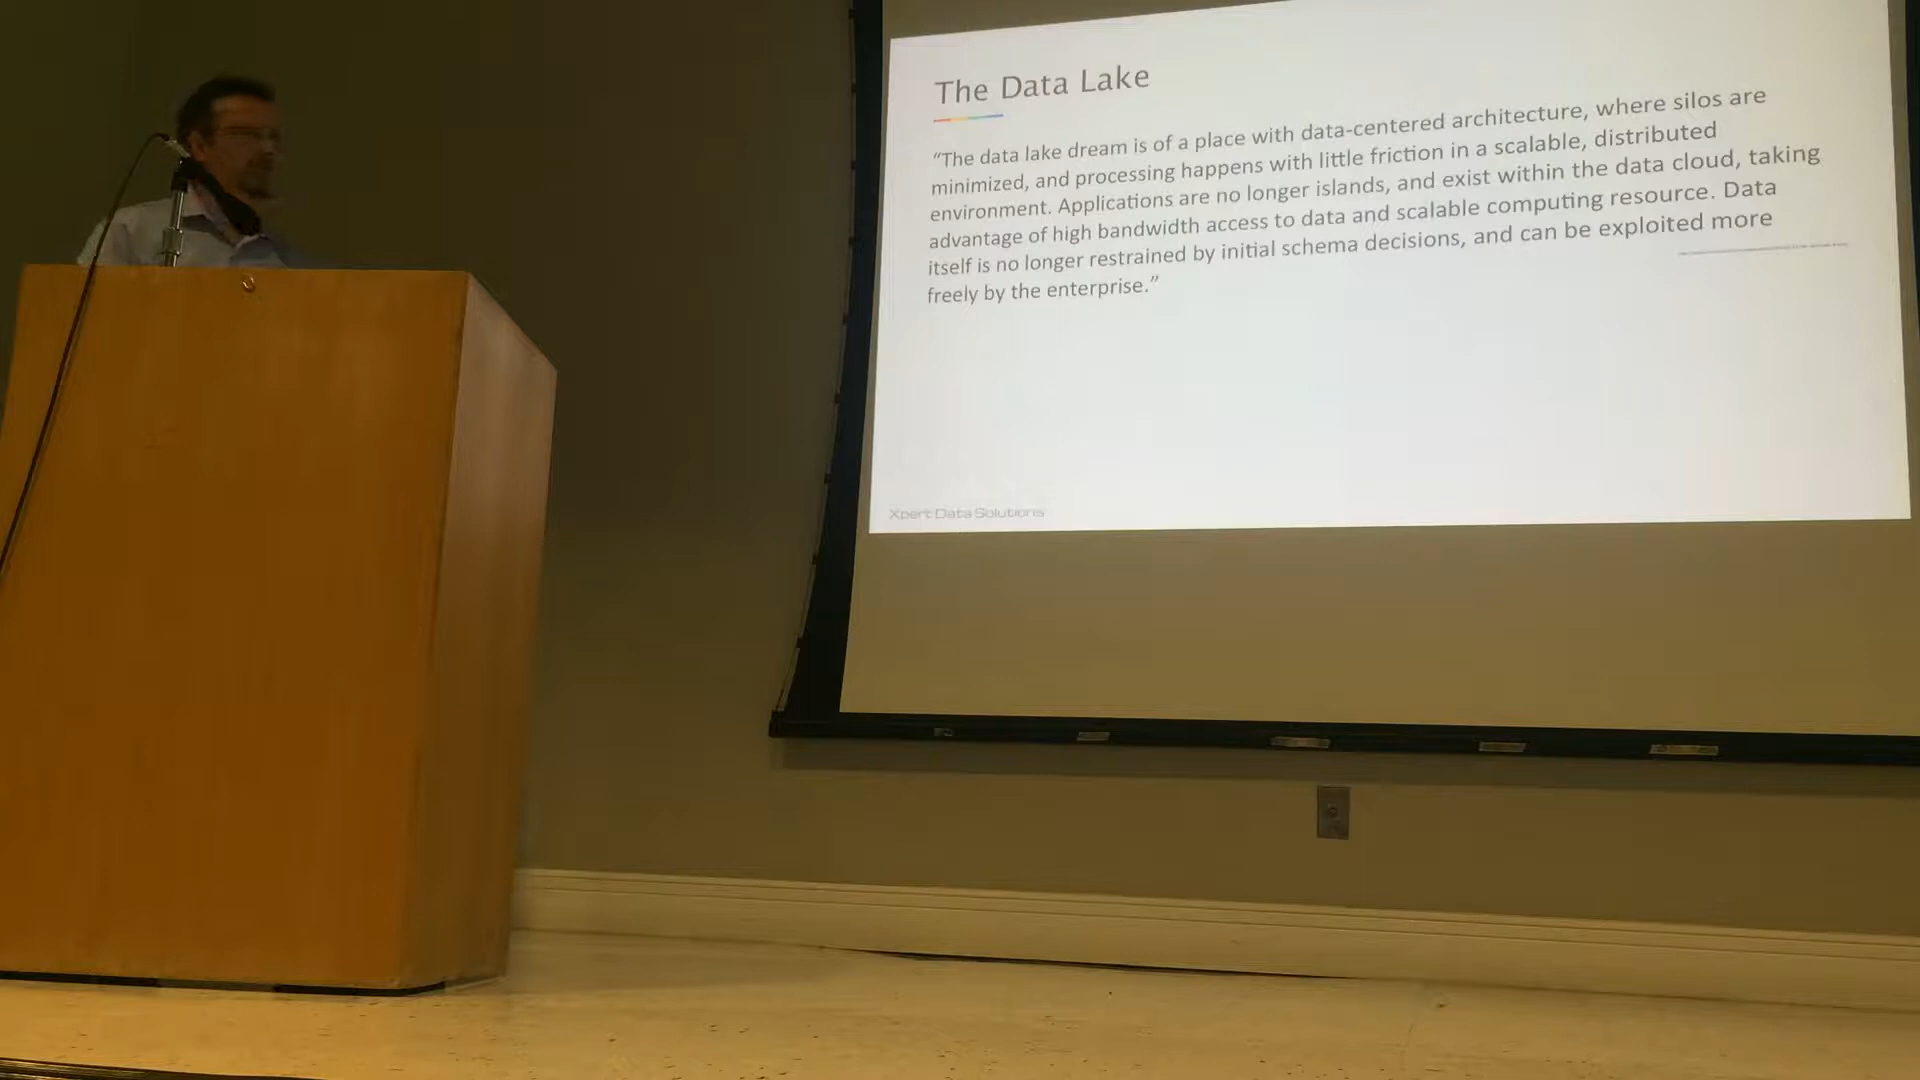 The Data Lake
“The data lake dream is of a place with data-centered architecture, where silos are
minimized, and processing happens with little friction in a scalable, distributed
environment. Applications are no longer islands, and exist within the data cloud, taking
advantage of high bandwidth access to data and scalable computing resource. Data
itself is no longer restrained by initial schema decisions, and can be exploited more
freely by the enterprise.”
Xpert Data Solutions